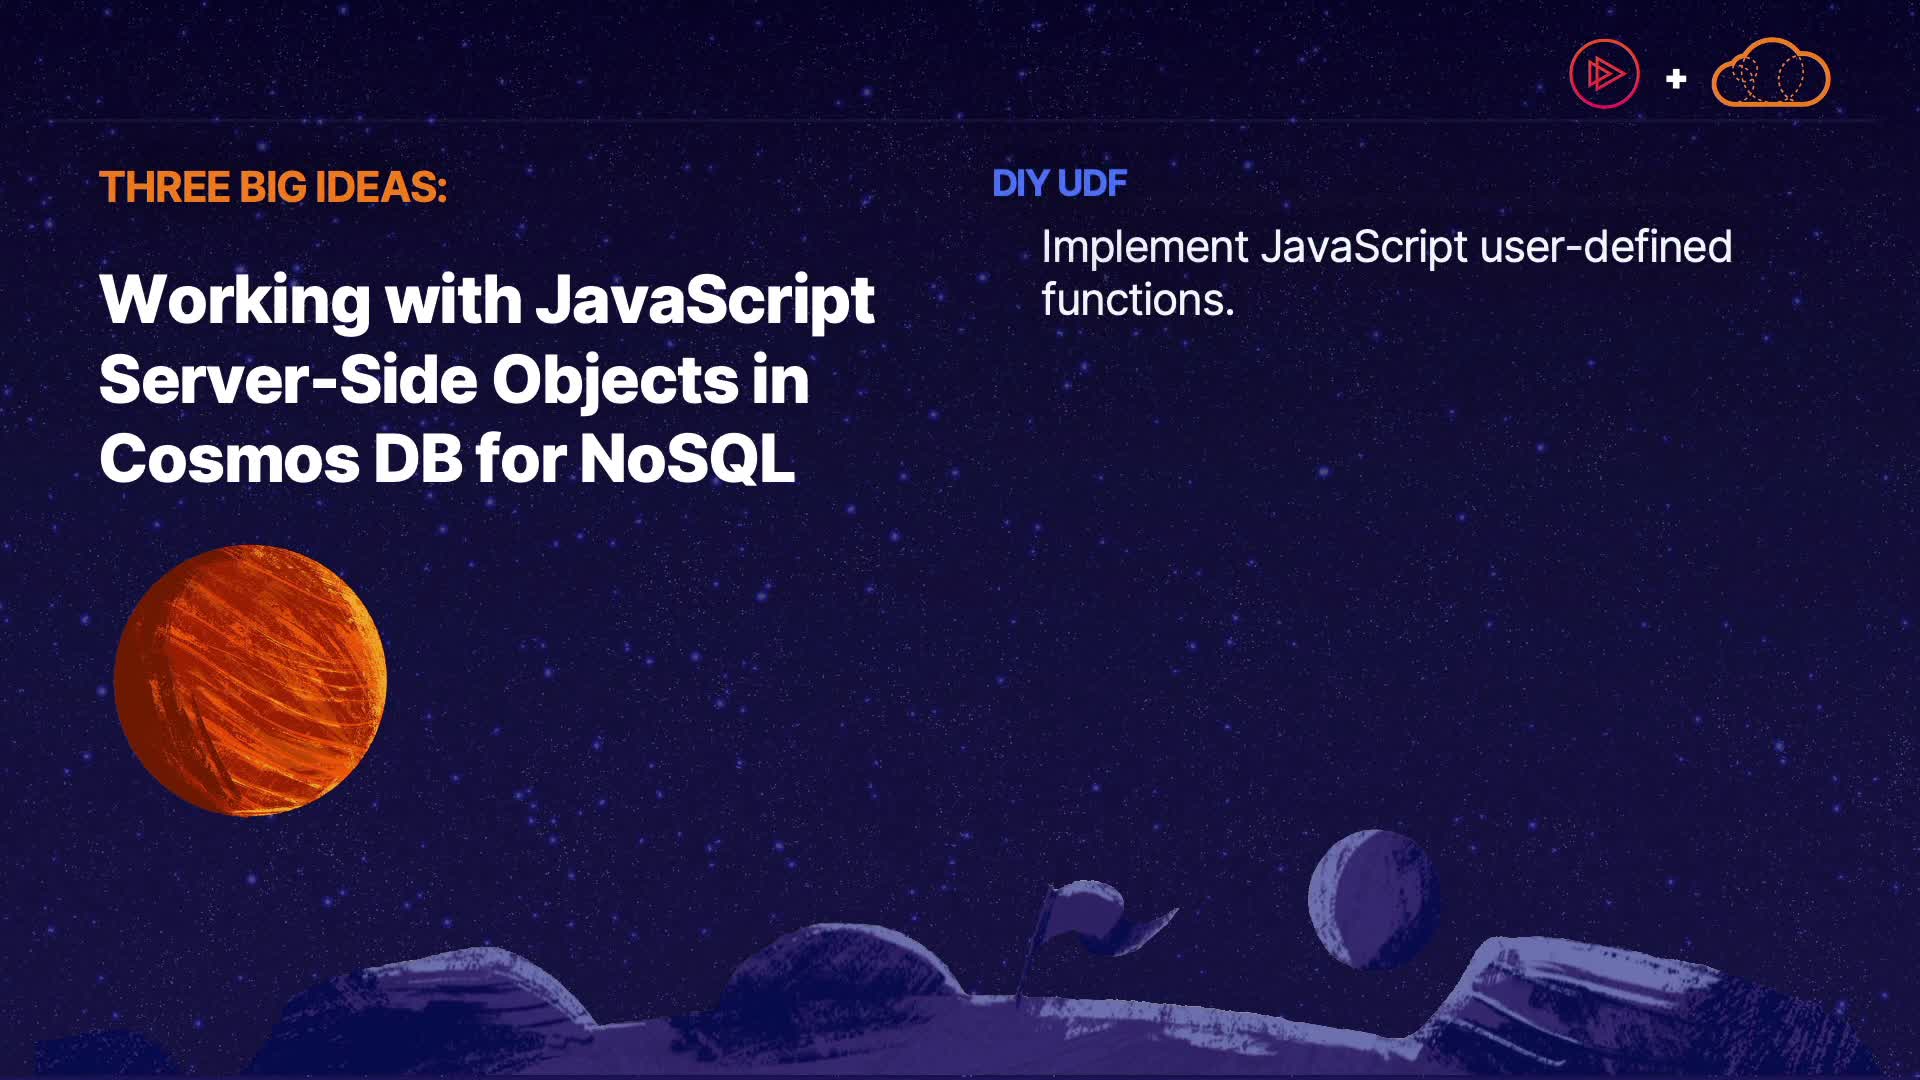 THREE BIG IDEAS:
Working with JavaScript
Server-Side Objects in
Cosmos DB for NoSQL
DIY UDF
Implement JavaScript user-defined
functions.